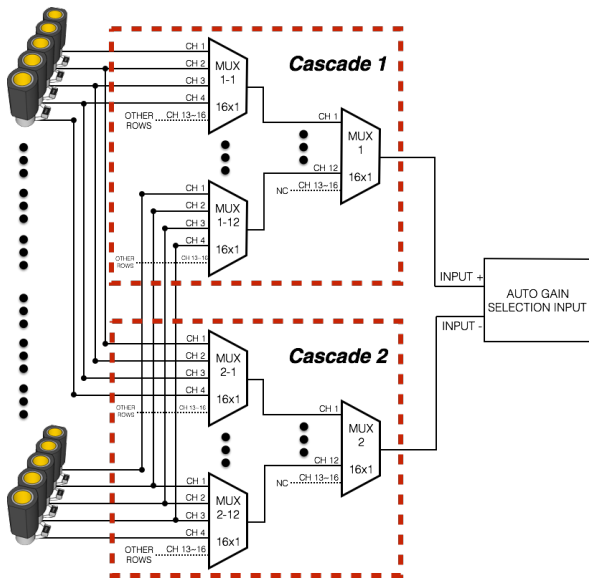 Cascade 1
CH 1
CH 2
CH 3
CH 4
MUX
1-1
16x1
OTHER
ROWS
CH 13~16
CH 1
MUX
1
16x1
CH 12
CH 13~16
NC
CH 1
CH 2
CH 3
CH 4
MUX
1-12
16x1
OTHER
ROWS
CH 13~16
INPUT +
INPUT -
AUTO GAIN
SELECTION INPUT
Cascade 2
CH 1
CH 2
CH 3
CH 4
MUX
2-1
16x1
OTHER
ROWS
CH 13~16
CH 1
MUX
2
16x1
CH 12
CH 13~16
NC
CH 1
CH 2
CH 3
CH 4
MUX
2-12
16x1
OTHER
ROWS
CH 13~16